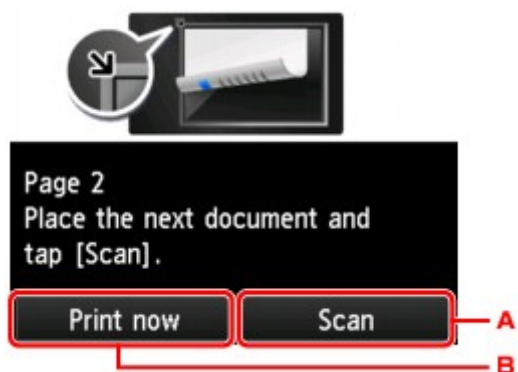 Page 2
Place the next document and
tap [Scan].
Print now
Scan
A
B